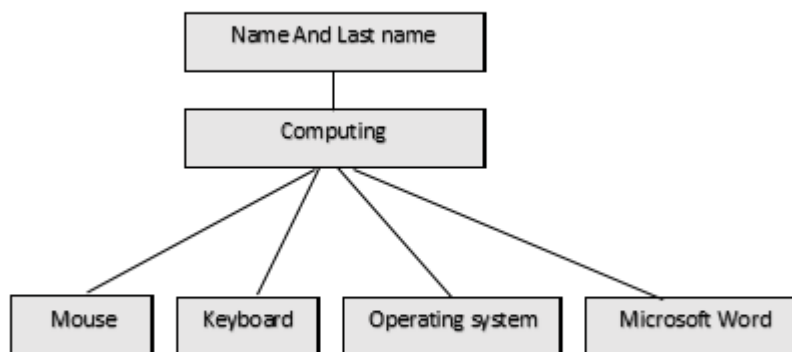 Name And Last name
Computing
Mouse
Keyboard
Operating system
Microsoft Word